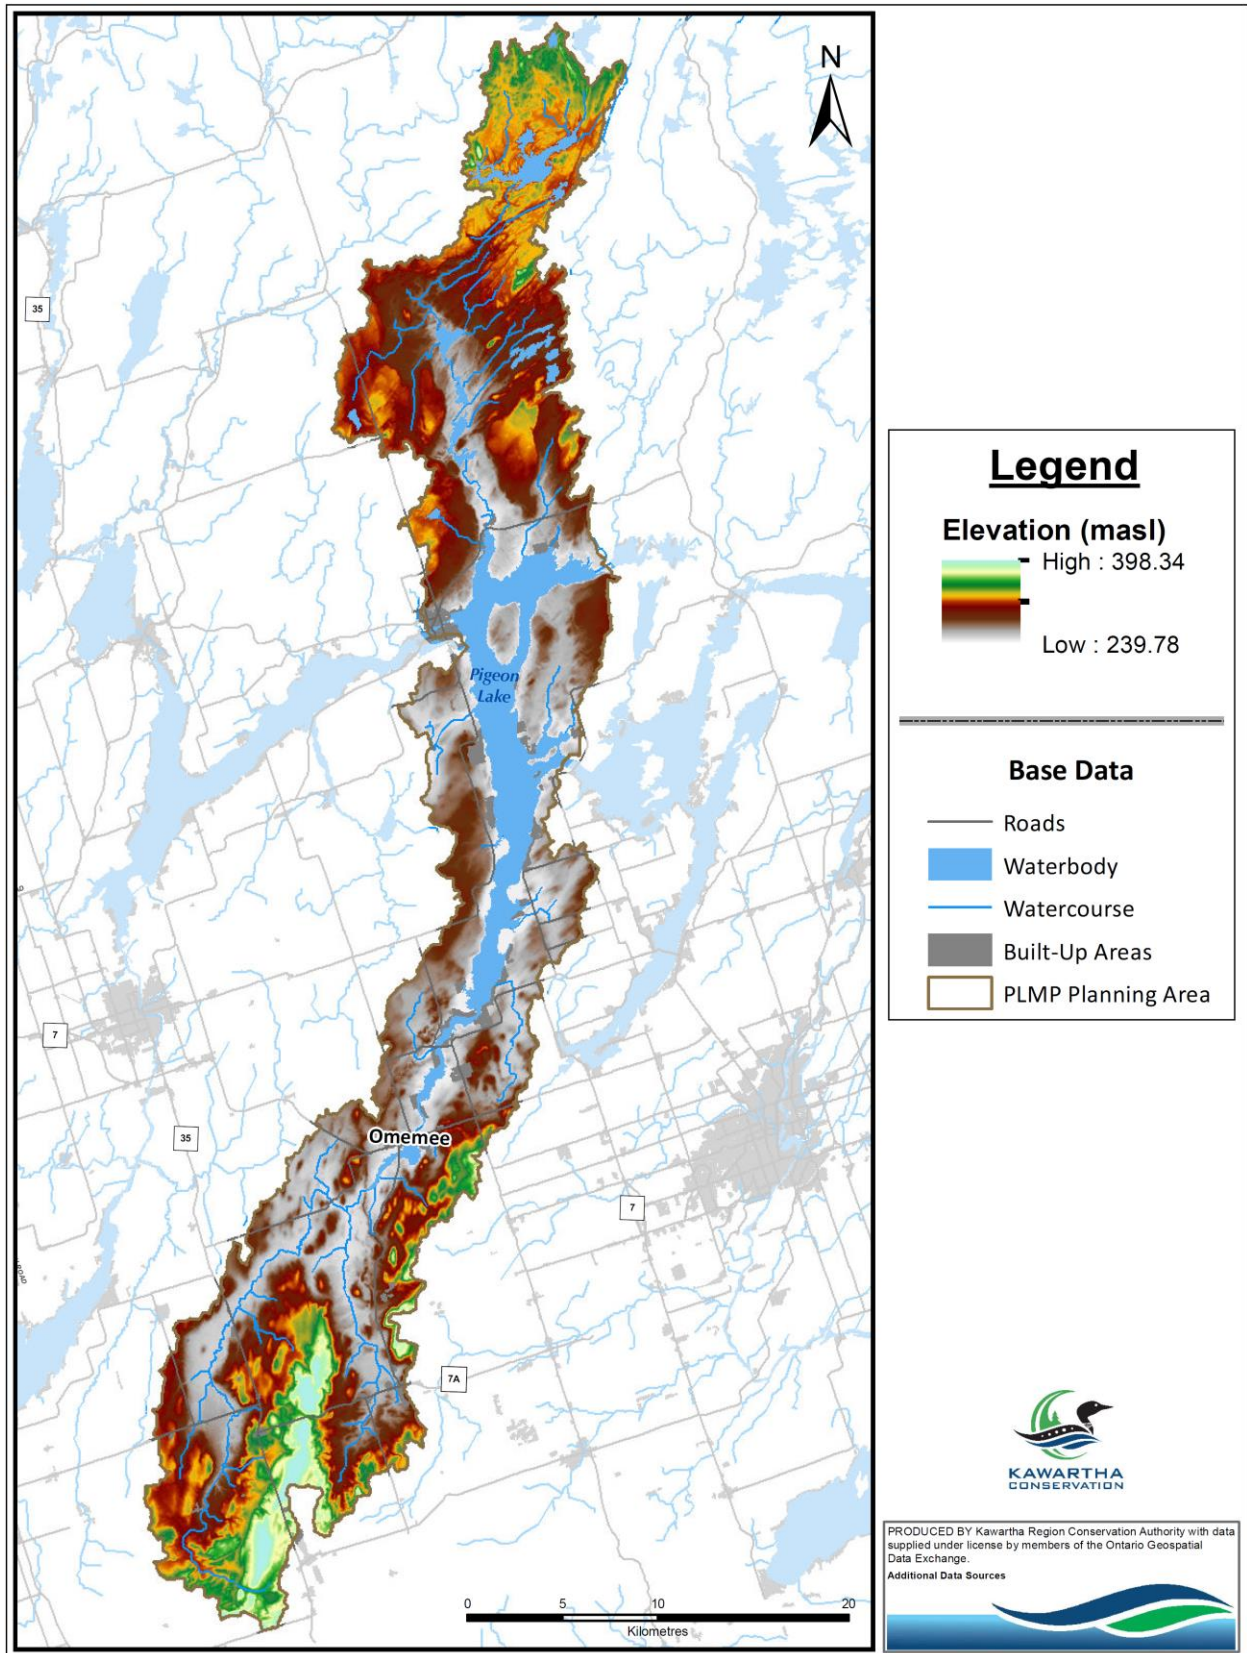 N
35
Pigeon
Lake
7
35
Omemee
7
7A
0
5
10
20
Kilometres
Legend
Elevation (masl)
High : 398.34
Low : 239.78
Base Data
Roads
Waterbody
Watercourse
Built-Up Areas
PLMP Planning Area
KAWARTHA
CONSERVATION
PRODUCED BY Kawartha Region Conservation Authority with data
supplied under license by members of the Ontario Geospatial
Data Exchange.
Additional Data Sources